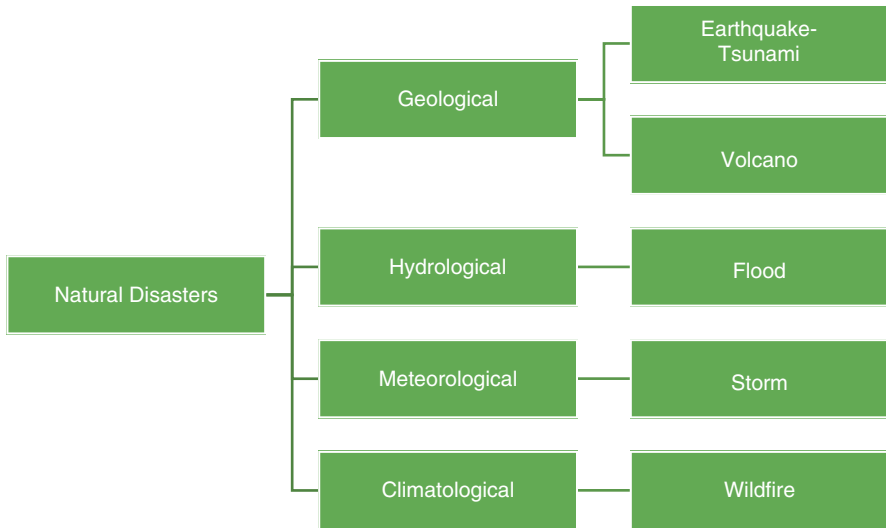 Natural Disasters
Geological
Earthquake-
Tsunami
Volcano
Hydrological
Flood
Meteorological
Storm
Climatological
Wildfire